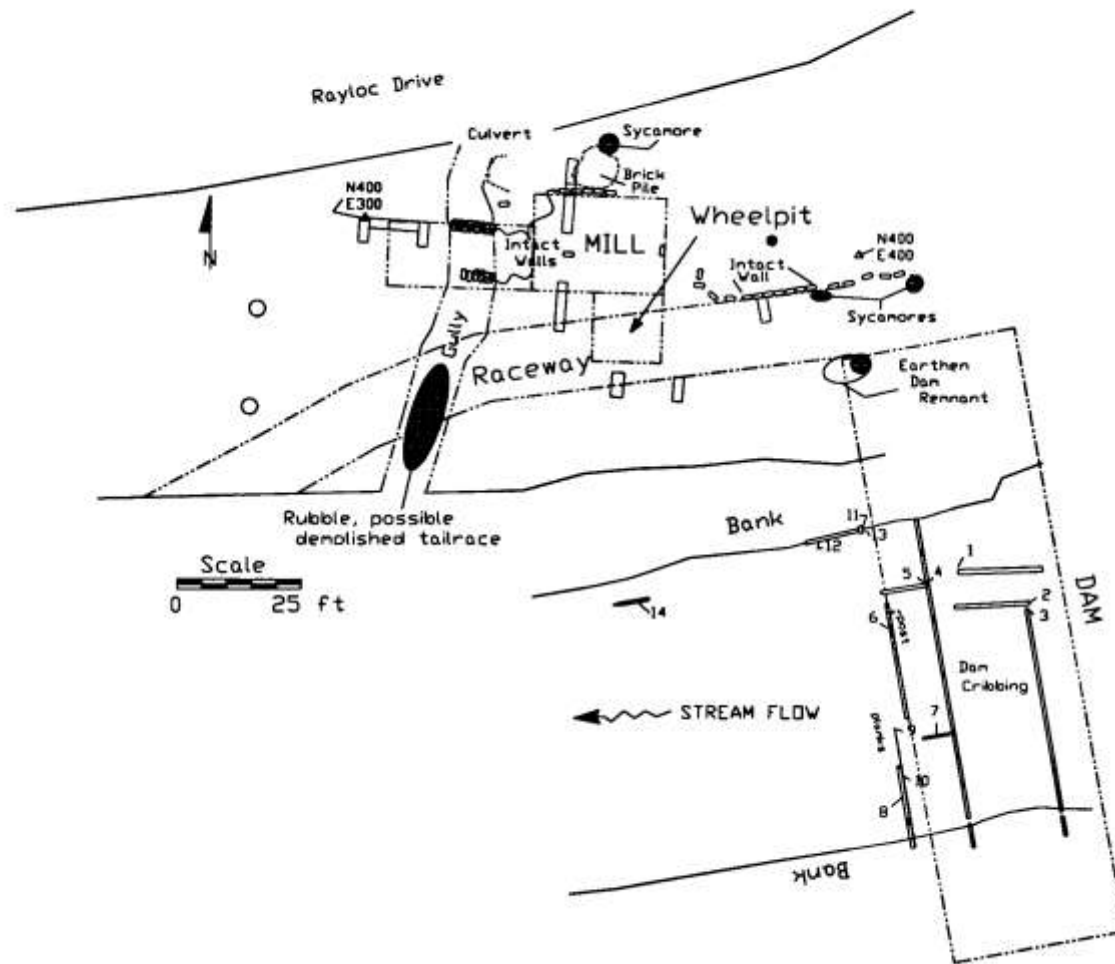 Rayloc Drive
Culvert
Sycamore
Brick
Pile
N400
E300
N
Intact
Walls
MILL
Wheelpit
N400
E400
Intact
Wall
Sycamores
Gully
Raceway
Earthen
Dam
Remnant
Rubble, possible
demolished tailrace
Bank
11
13
12
Scale
0 25 ft
14
5
4
1
2
3
DAM
6
post
Dam
Cribbing
STREAM FLOW
7
9
planks
10
8
Bank